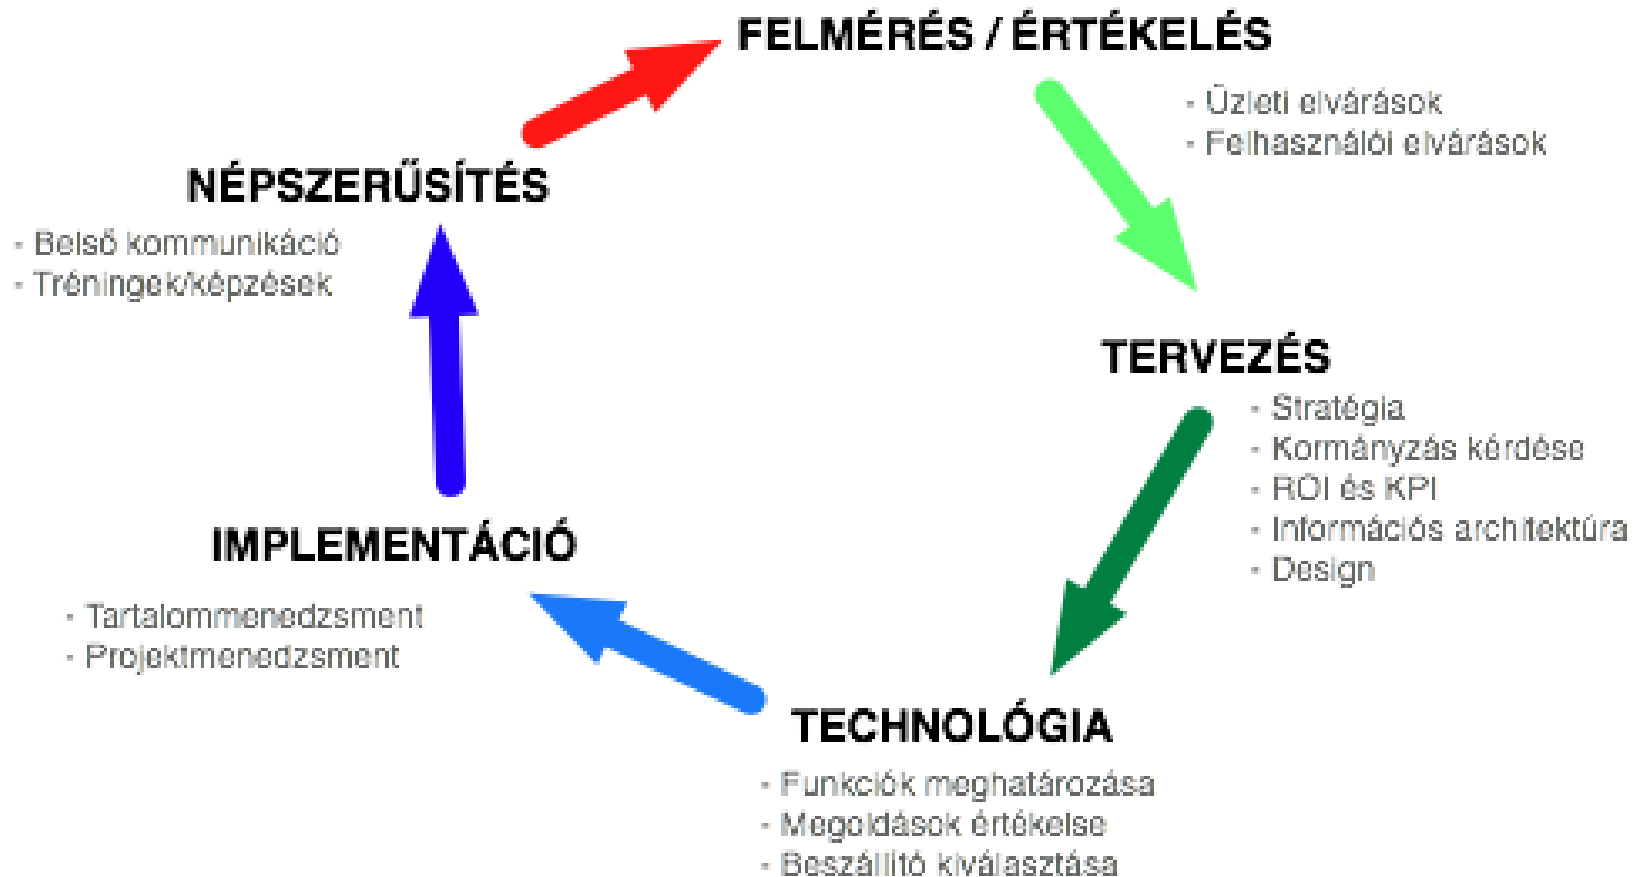 FELMÉRÉS / ÉRTÉKELÉS
- Üzleti elvárások
- Felhasználói elvárások
TERVEZÉS
- Stratégia
- Kormányzás kérdése
- ROI és KPI
- Információs architektúra
- Design
TECHNOLÓGIA
- Funkciók meghatározása
- Megoldások értékelse
- Beszállító kiválasztása
IMPLEMENTÁCIÓ
- Tartalommenedzsment
- Projektmenedzsment
NÉPSZERŰSÍTÉS
- Belső kommunikáció
- Tréningek/képzések